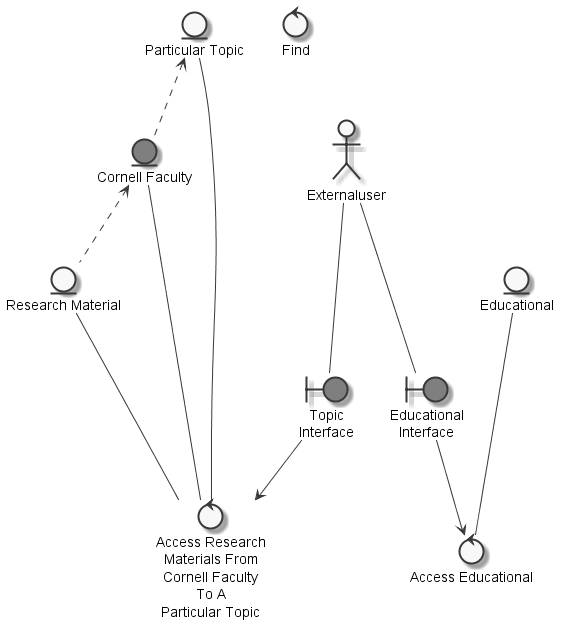 Particular Topic
Find
Cornell Faculty
Externaluser
Research Material
Educational
Topic
Interface
Educational
Interface
Access Research
Materials From
Cornell Faculty
To A
Particular Topic
Access Educational